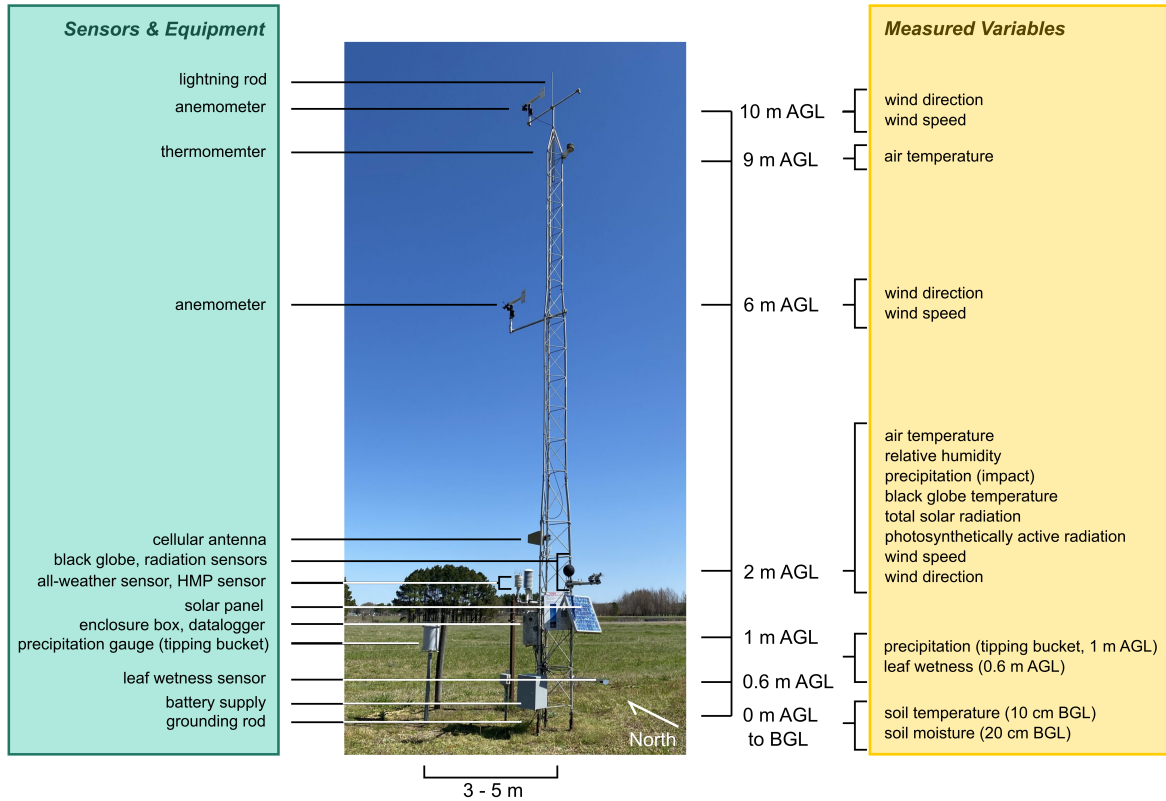 Sensors & Equipment
lightning rod
anemometer
thermomemter
anemometer
cellular antenna
black globe, radiation sensors
all-weather sensor, HMP sensor
solar panel
enclosure box, datalogger
precipitation gauge (tipping bucket)
leaf wetness sensor
battery supply
grounding rod
North
3 - 5 m
10 m AGL
9 m AGL
6 m AGL
2 m AGL
1 m AGL
0.6 m AGL
0 m AGL
to BGL
Measured Variables
wind direction
wind speed
air temperature
wind direction
wind speed
air temperature
relative humidity
precipitation (impact)
black globe temperature
total solar radiation
photosynthetically active radiation
wind speed
wind direction
precipitation (tipping bucket, 1 m AGL)
leaf wetness (0.6 m AGL)
soil temperature (10 cm BGL)
soil moisture (20 cm BGL)